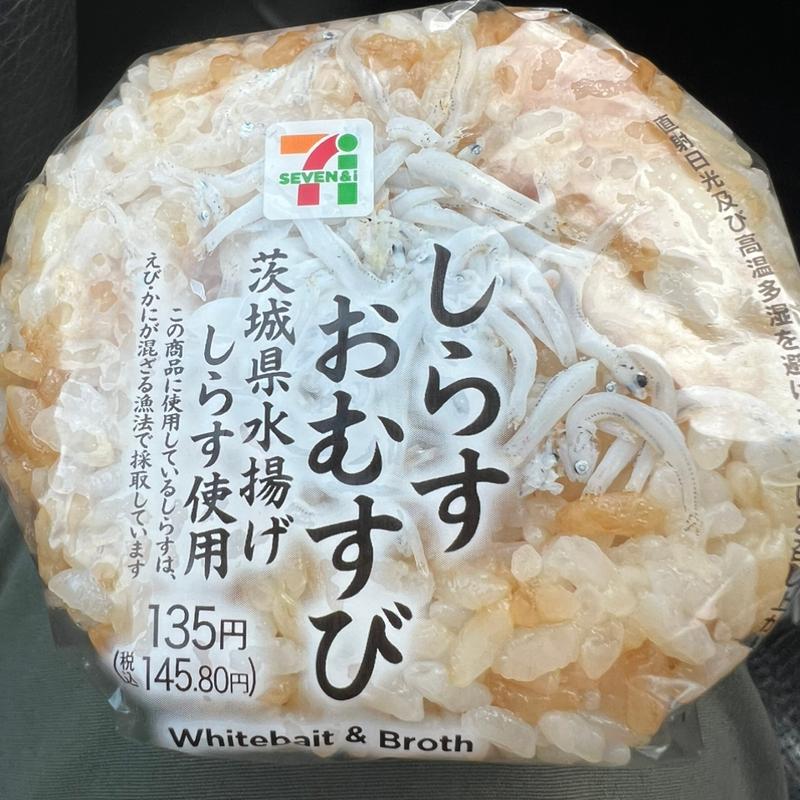 SEVEN&i
しらす
おむすび
茨城県水揚げ
しらす使用
この商品に使用しているしらすは、
えび・かにが混ざる漁法で採取しています
135円
(税込145.80円)
Whitebait & Broth
直射日光及び高温多湿を避け